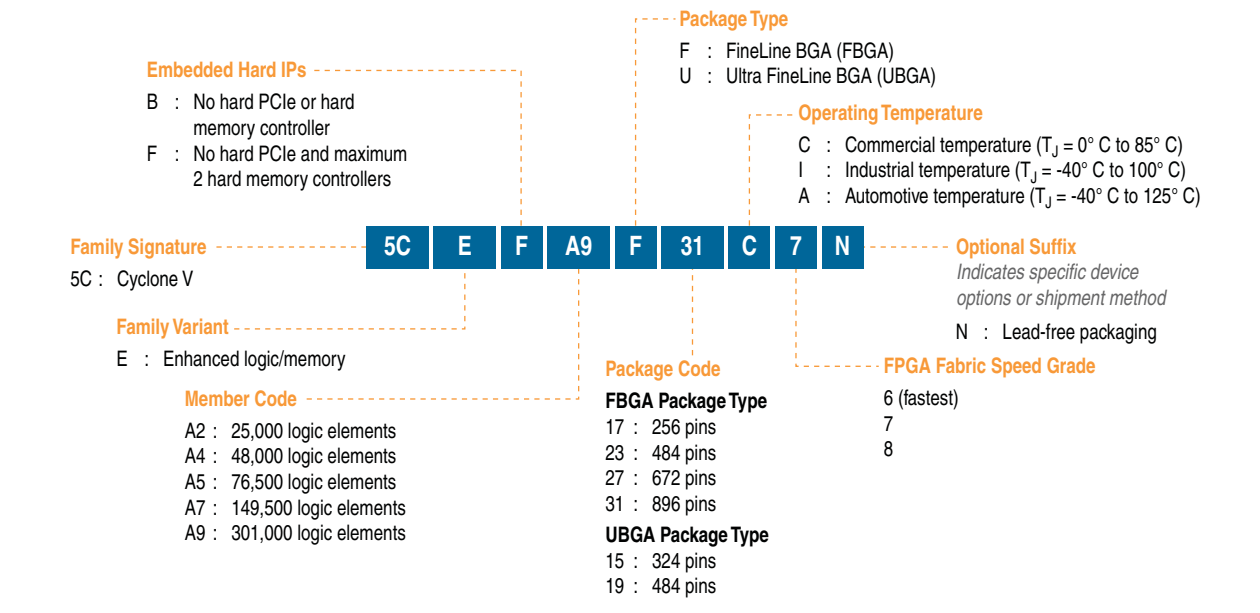 Package Type
F : FineLine BGA (FBGA)
U : Ultra FineLine BGA (UBGA)
Embedded Hard IPs
B : No hard PCIe or hard
memory controller
F : No hard PCIe and maximum
2 hard memory controllers
Operating Temperature
C : Commercial temperature (TJ = 0° C to 85° C)
I : Industrial temperature (TJ = -40° C to 100° C)
A : Automotive temperature (TJ = -40° C to 125° C)
5C E F A9 F 31 C 7 N
Family Signature
5C : Cyclone V
Optional Suffix
Indicates specific device
options or shipment method
N : Lead-free packaging
Family Variant
E : Enhanced logic/memory
Member Code
A2 : 25,000 logic elements
A4 : 48,000 logic elements
A5 : 76,500 logic elements
A7 : 149,500 logic elements
A9 : 301,000 logic elements
Package Code
FBGA Package Type
17 : 256 pins
23 : 484 pins
27 : 672 pins
31 : 896 pins
UBGA Package Type
15 : 324 pins
19 : 484 pins
FPGA Fabric Speed Grade
6 (fastest)
7
8